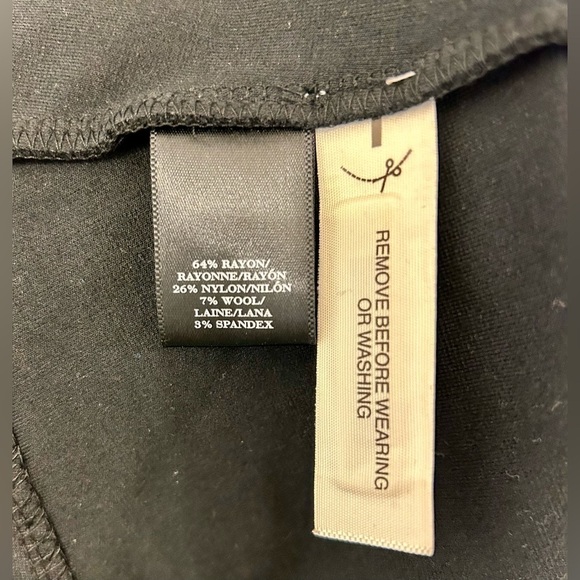 64% RAYON/
RAYONNE/RAYÓN
26% NYLON/NILÓN
7% WOOL/
LAINE/LANA
3% SPANDEX
REMOVE BEFORE WEARING
OR WASHING